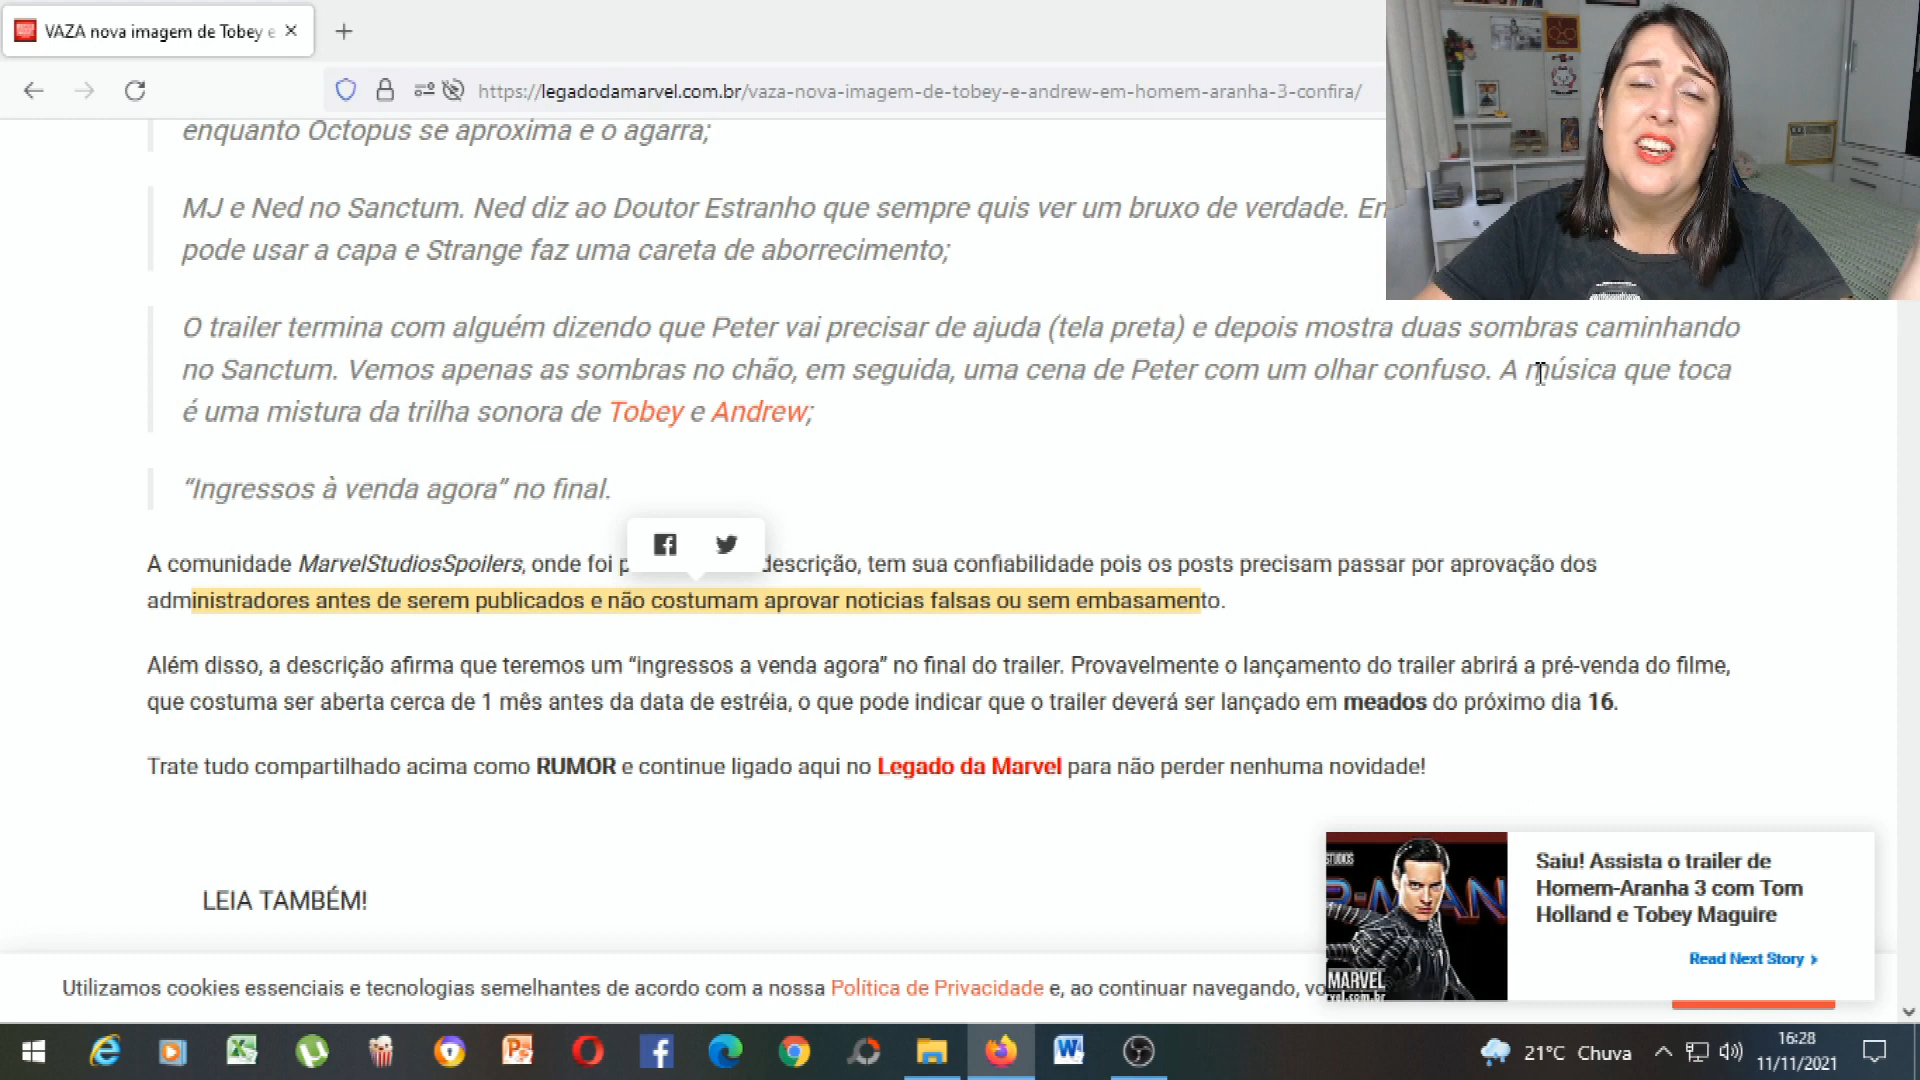 VAZA nova imagem de Tobey e
https://legadodamarvel.com.br/vaza-nova-imagem-de-tobey-e-andrew-em-homem-aranha-3-confira/
enquanto Octopus se aproxima e o agarra;
MJ e Ned no Sanctum. Ned diz ao Doutor Estranho que sempre quis ver um bruxo de verdade.
pode usar a capa e Strange faz uma careta de aborrecimento;
O trailer termina com alguém dizendo que Peter vai precisar de ajuda (tela preta) e depois mostra duas sombras caminhando
no Sanctum. Vemos apenas as sombras no chão, em seguida, uma cena de Peter com um olhar confuso. A música que toca
é uma mistura da trilha sonora de Tobey e Andrew;
“Ingressos à venda agora” no final.
A comunidade MarvelStudiosSpoilers, onde foi descrição, tem sua confiabilidade pois os posts precisam passar por aprovação dos
administradores antes de serem publicados e não costumam aprovar noticias falsas ou sem embasamento.
Além disso, a descrição afirma que teremos um “ingressos a venda agora” no final do trailer. Provavelmente o lançamento do trailer abrirá a pré-venda do filme,
que costuma ser aberta cerca de 1 mês antes da data de estréia, o que pode indicar que o trailer deverá ser lançado em meados do próximo dia 16.
Trate tudo compartilhado acima como RUMOR e continue ligado aqui no Legado da Marvel para não perder nenhuma novidade!
LEIA TAMBÉM!
Saiu! Assista o trailer de
Homem-Aranha 3 com Tom
Holland e Tobey Maguire
Read Next Story
MARVEL
Utilizamos cookies essenciais e tecnologias semelhantes de acordo com a nossa Política de Privacidade e, ao continuar navegando,
21°C Chuva
16:28
11/11/2021